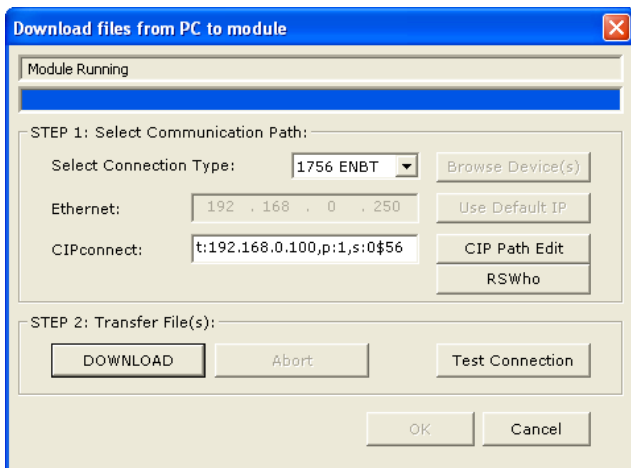 Download files from PC to module
Module Running
STEP 1: Select Communication Path:
Select Connection Type: 1756 ENBT Browse Device(s)
Ethernet: 192 . 168 . 0 . 250 Use Default IP
CIPconnect: t:192.168.0.100,p:1,s:0$56 CIP Path Edit
RSWho
STEP 2: Transfer File(s):
DOWNLOAD Abort Test Connection
OK Cancel